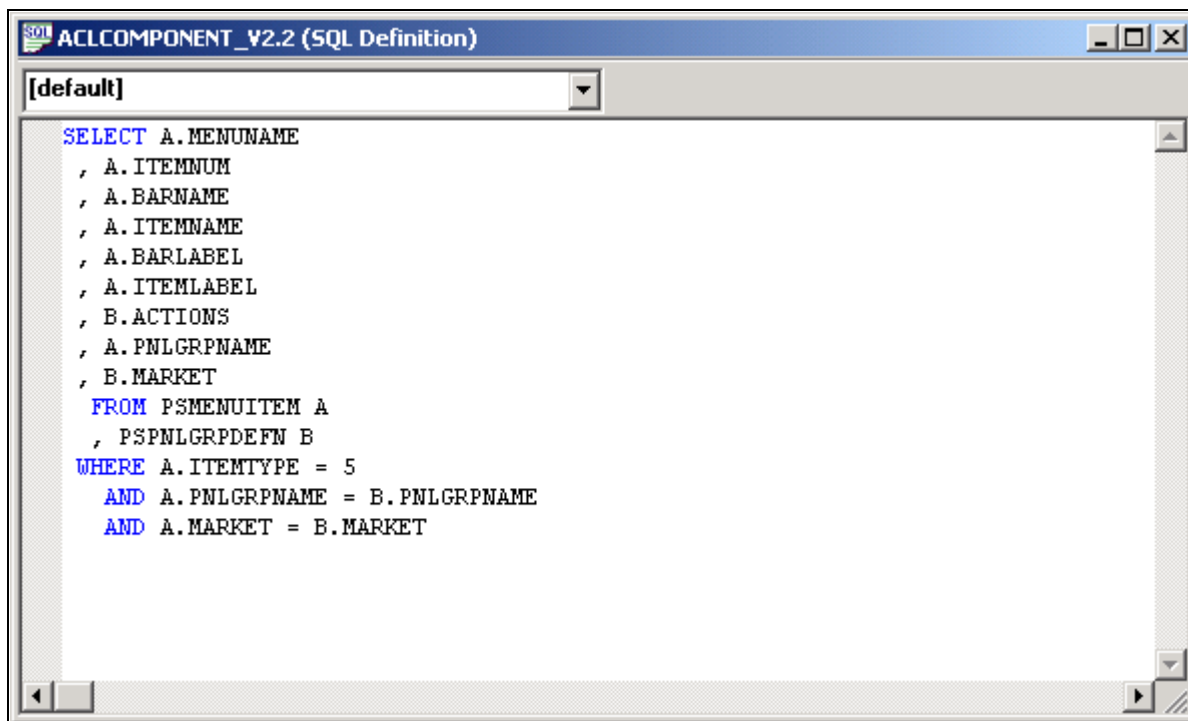 SQL
ACLCOMPONENT_V2.2 (SQL Definition)
[default]
SELECT A.MENUNAME
, A.ITEMNUM
, A.BARNAME
, A.ITEMNAME
, A.BARLABEL
, A.ITEMLABEL
, B.ACTIONS
, A.PNLGRPNAME
, B.MARKET
FROM PSMENUITEM A
, PSPNLGRPDEFN B
WHERE A.ITEMTYPE = 5
AND A.PNLGRPNAME = B.PNLGRPNAME
AND A.MARKET = B.MARKET